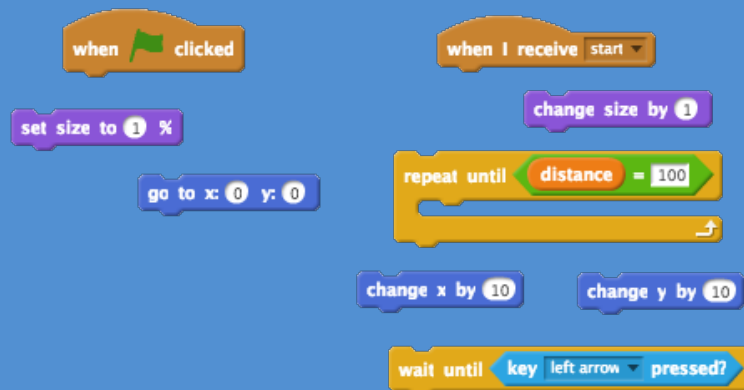 when clicked
when I receive start
change size by 1
set size to 1 %
repeat until distance = 100
go to x: 0 y: 0
change x by 10
change y by 10
wait until key left arrow pressed?